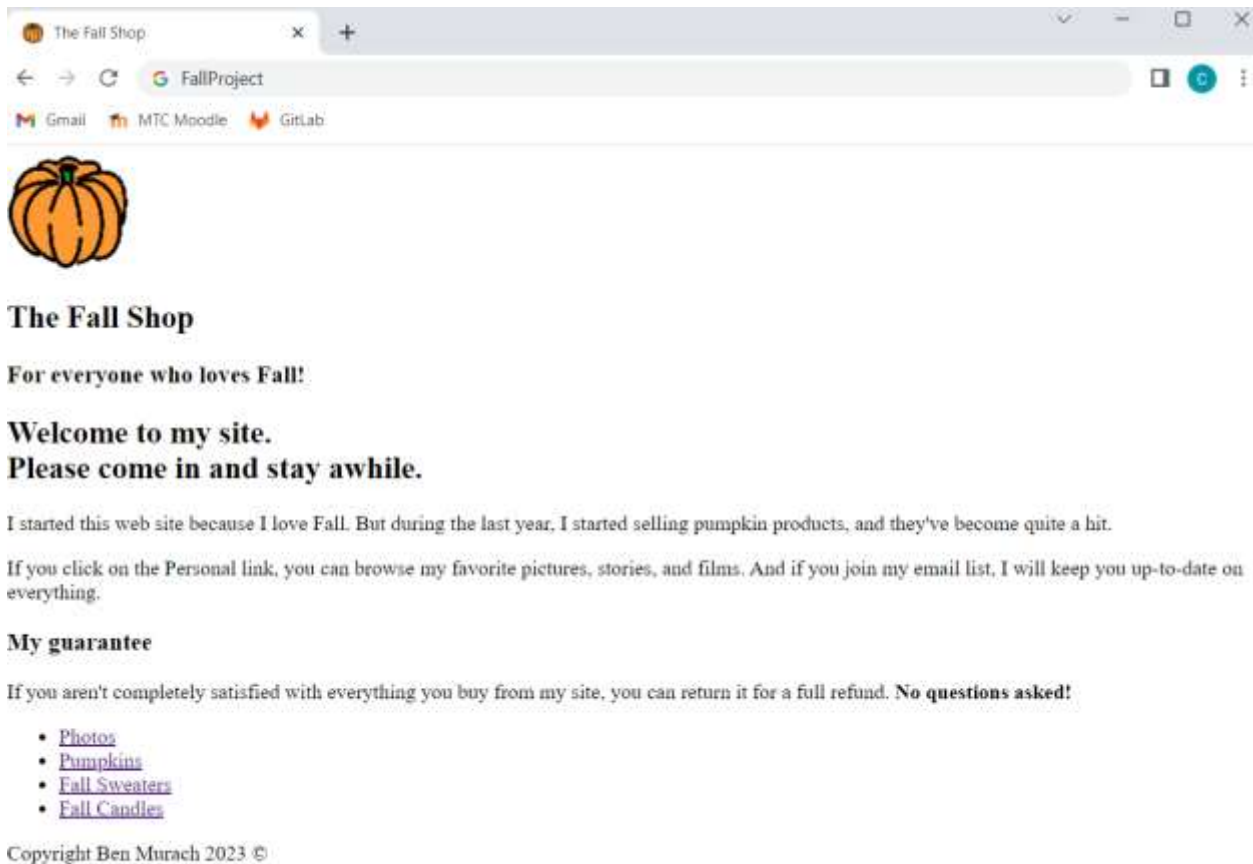 The Fall Shop
FallProject
C
Gmail MTC Moodle GitLab
The Fall Shop
For everyone who loves Fall!
Welcome to my site.
Please come in and stay awhile.
I started this web site because I love Fall. But during the last year, I started selling pumpkin products, and they've become quite a hit.
If you click on the Personal link, you can browse my favorite pictures, stories, and films. And if you join my email list, I will keep you up-to-date on
everything.
My guarantee
If you aren't completely satisfied with everything you buy from my site, you can return it for a full refund. No questions asked!
• Photos
• Pumpkins
• Fall Sweaters
• Fall Candles
Copyright Ben Murach 2023 ©